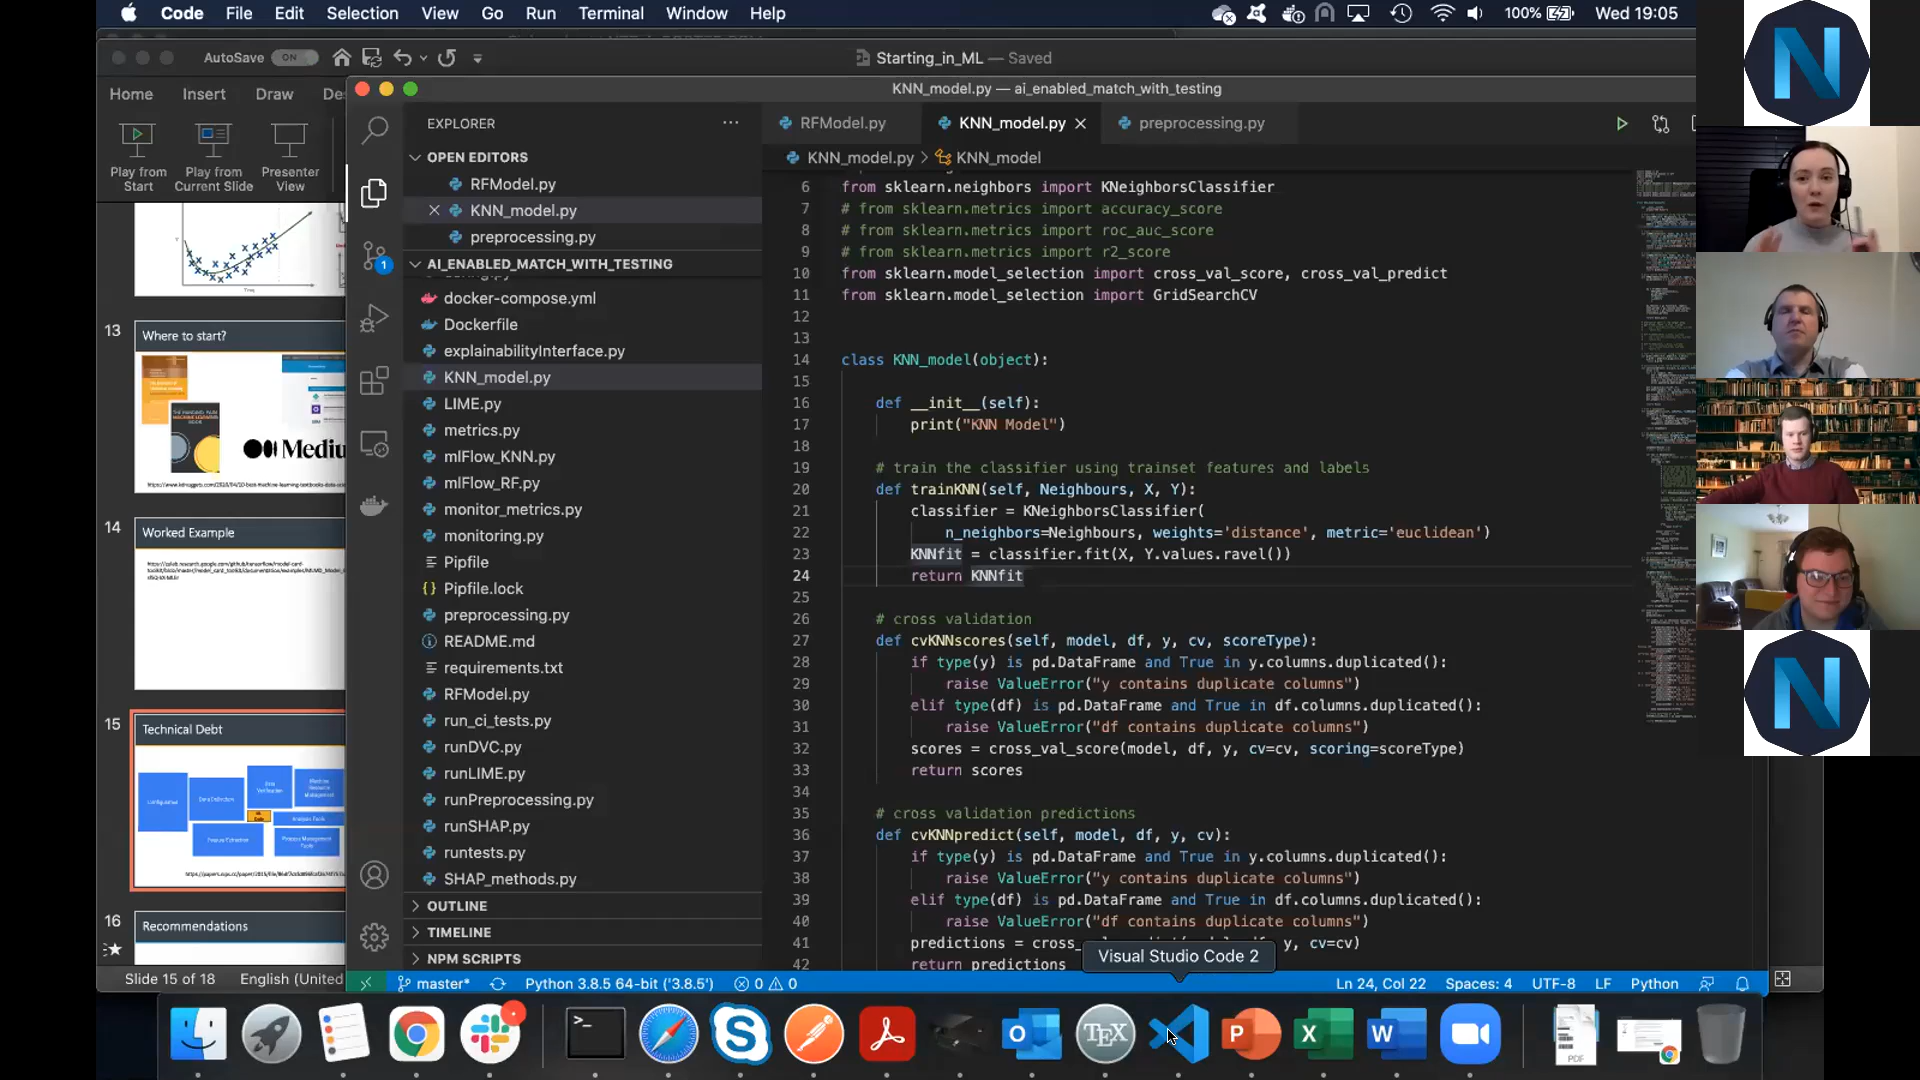 Code File Edit Selection View Go Run Terminal Window Help
100% Wed 19:05
AutoSave ON
Starting_in_ML — Saved
Home Insert Draw
Play from Start
Play from Current Slide
Presenter View
13
Where to start?
Medium
14
Worked Example
15
Technical Debt
16
Recommendations
Slide 15 of 18 English (United
KNN_model.py — ai_enabled_match_with_testing
EXPLORER
OPEN EDITORS
RFModel.py
KNN_model.py
preprocessing.py
AI_ENABLED_MATCH_WITH_TESTING
docker-compose.yml
Dockerfile
explainabilityInterface.py
KNN_model.py
LIME.py
metrics.py
mlFlow_KNN.py
mlFlow_RF.py
monitor_metrics.py
monitoring.py
Pipfile
Pipfile.lock
preprocessing.py
README.md
requirements.txt
RFModel.py
run_ci_tests.py
runDVC.py
runLIME.py
runPreprocessing.py
runSHAP.py
runtests.py
SHAP_methods.py
OUTLINE
TIMELINE
NPM SCRIPTS
1
RFModel.py KNN_model.py preprocessing.py
KNN_model.py > KNN_model
6 from sklearn.neighbors import KNeighborsClassifier
7 # from sklearn.metrics import accuracy_score
8 # from sklearn.metrics import roc_auc_score
9 # from sklearn.metrics import r2_score
10 from sklearn.model_selection import cross_val_score, cross_val_predict
11 from sklearn.model_selection import GridSearchCV
12
13
14 class KNN_model(object):
15
16 def __init__(self):
17 print("KNN Model")
18
19 # train the classifier using trainset features and labels
20 def trainKNN(self, Neighbours, X, Y):
21 classifier = KNeighborsClassifier(
22 n_neighbors=Neighbours, weights='distance', metric='euclidean')
23 KNNfit = classifier.fit(X, Y.values.ravel())
24 return KNNfit
25
26 # cross validation
27 def cvKNNscores(self, model, df, y, cv, scoreType):
28 if type(y) is pd.DataFrame and True in y.columns.duplicated():
29 raise ValueError("y contains duplicate columns")
30 elif type(df) is pd.DataFrame and True in df.columns.duplicated():
31 raise ValueError("df contains duplicate columns")
32 scores = cross_val_score(model, df, y, cv=cv, scoring=scoreType)
33 return scores
34
35 # cross validation predictions
36 def cvKNNpredict(self, model, df, y, cv):
37 if type(y) is pd.DataFrame and True in y.columns.duplicated():
38 raise ValueError("y contains duplicate columns")
39 elif type(df) is pd.DataFrame and True in df.columns.duplicated():
40 raise ValueError("df contains duplicate columns")
41 predictions = cross_ y, cv=cv)
42 return predictions
Visual Studio Code 2
master* Python 3.8.5 64-bit ('3.8.5') 0 0 Ln 24, Col 22 Spaces: 4 UTF-8 LF Python
TEX
PDF